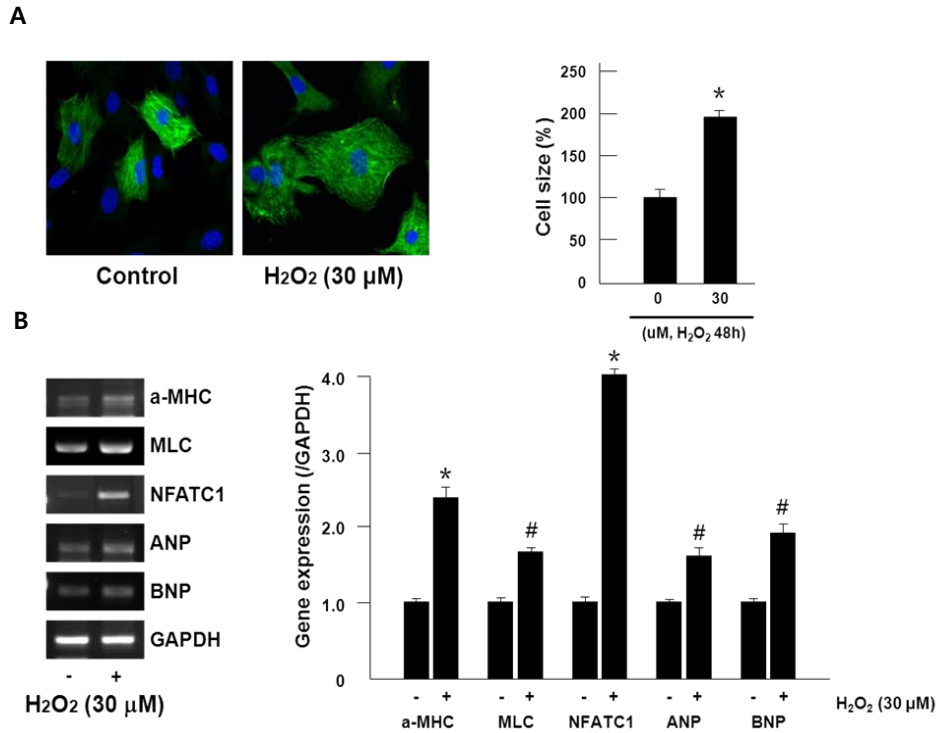 A
Control
H2O2 (30 µM)
250
200
150
100
50
0
Cell size (%)
*
0
30
(uM, H2O2 48h)
B
a-MHC
MLC
NFATC1
ANP
BNP
GAPDH
- +
H2O2 (30 µM)
4.0
3.0
2.0
1.0
0
Gene expression (/GAPDH)
*
#
*
#
#
- + - + - + - + - +
H2O2 (30 µM)
a-MHC MLC NFATC1 ANP BNP